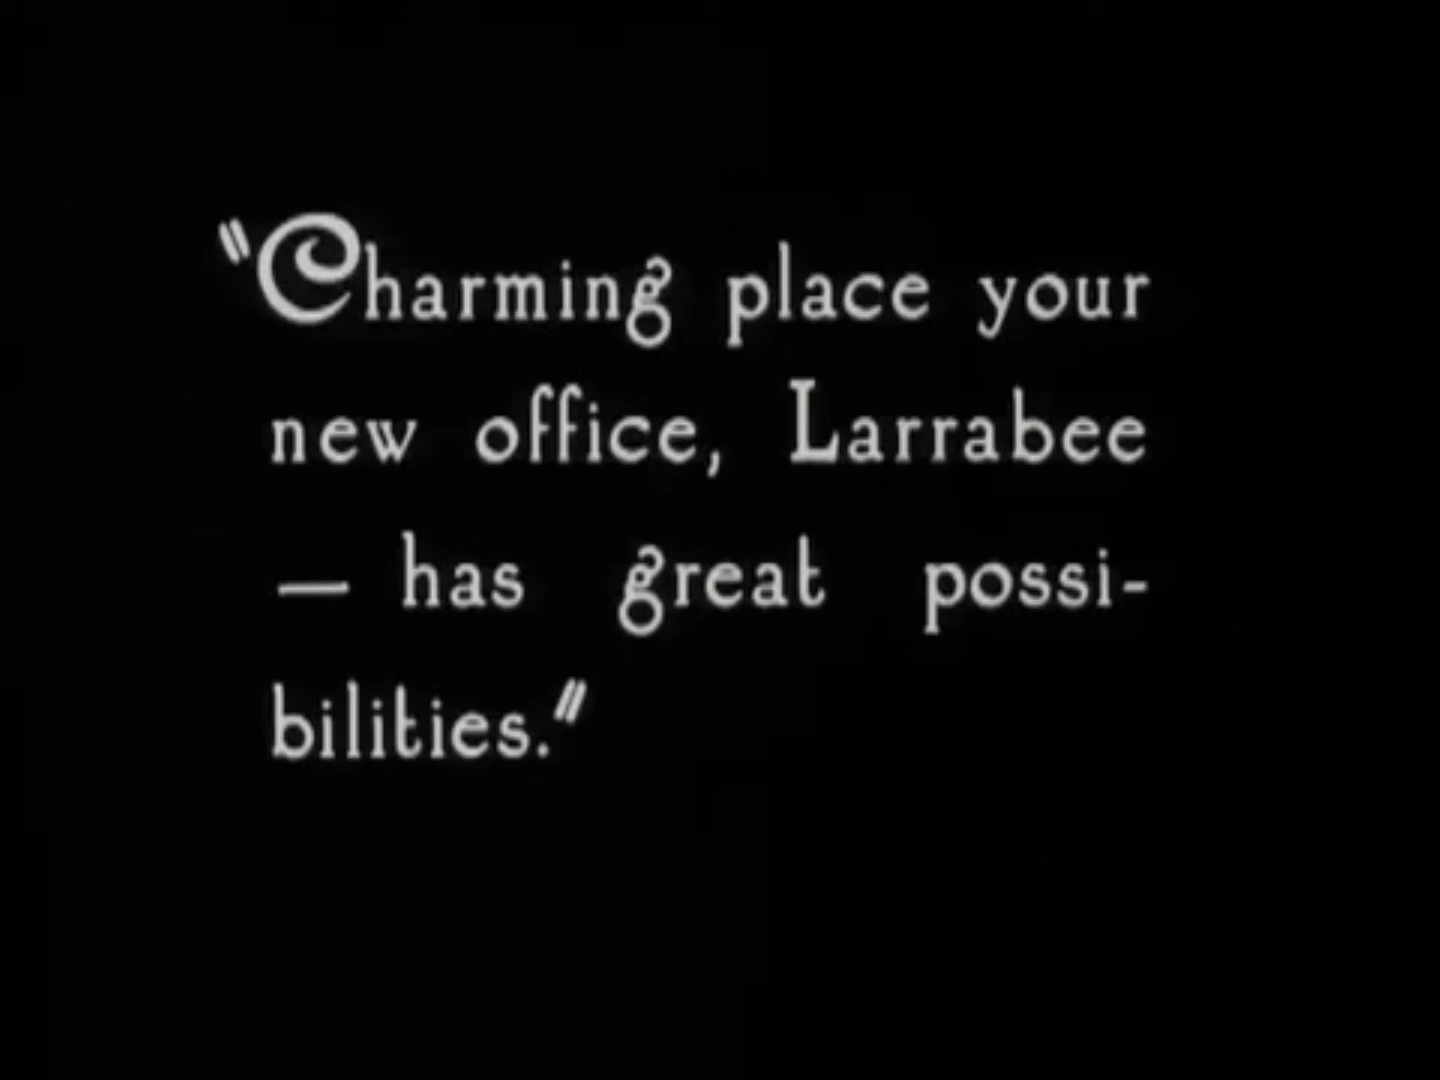 "Charming place your
new office, Larrabee
— has great possi-
bilities."